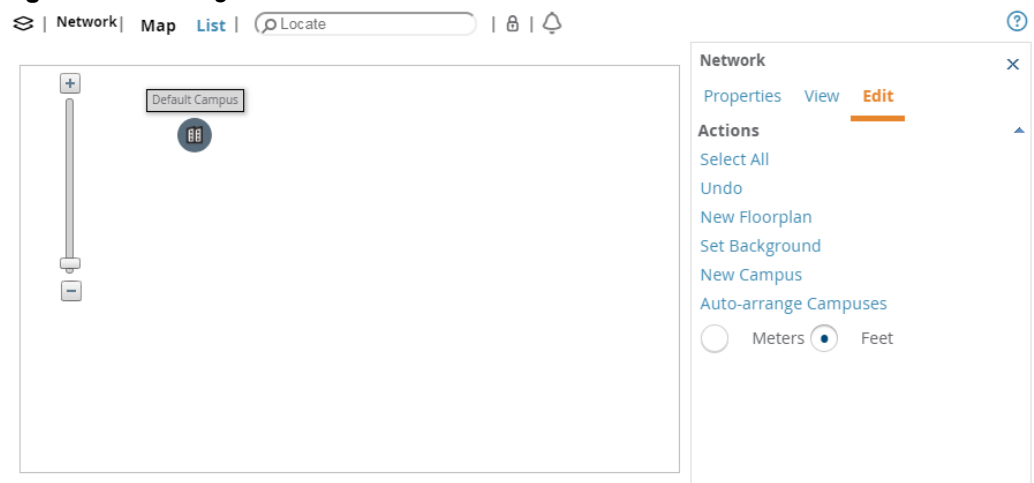 Network| Map List | Locate | |
Default Campus
Network
Properties View Edit
Actions
Select All
Undo
New Floorplan
Set Background
New Campus
Auto-arrange Campuses
Meters Feet